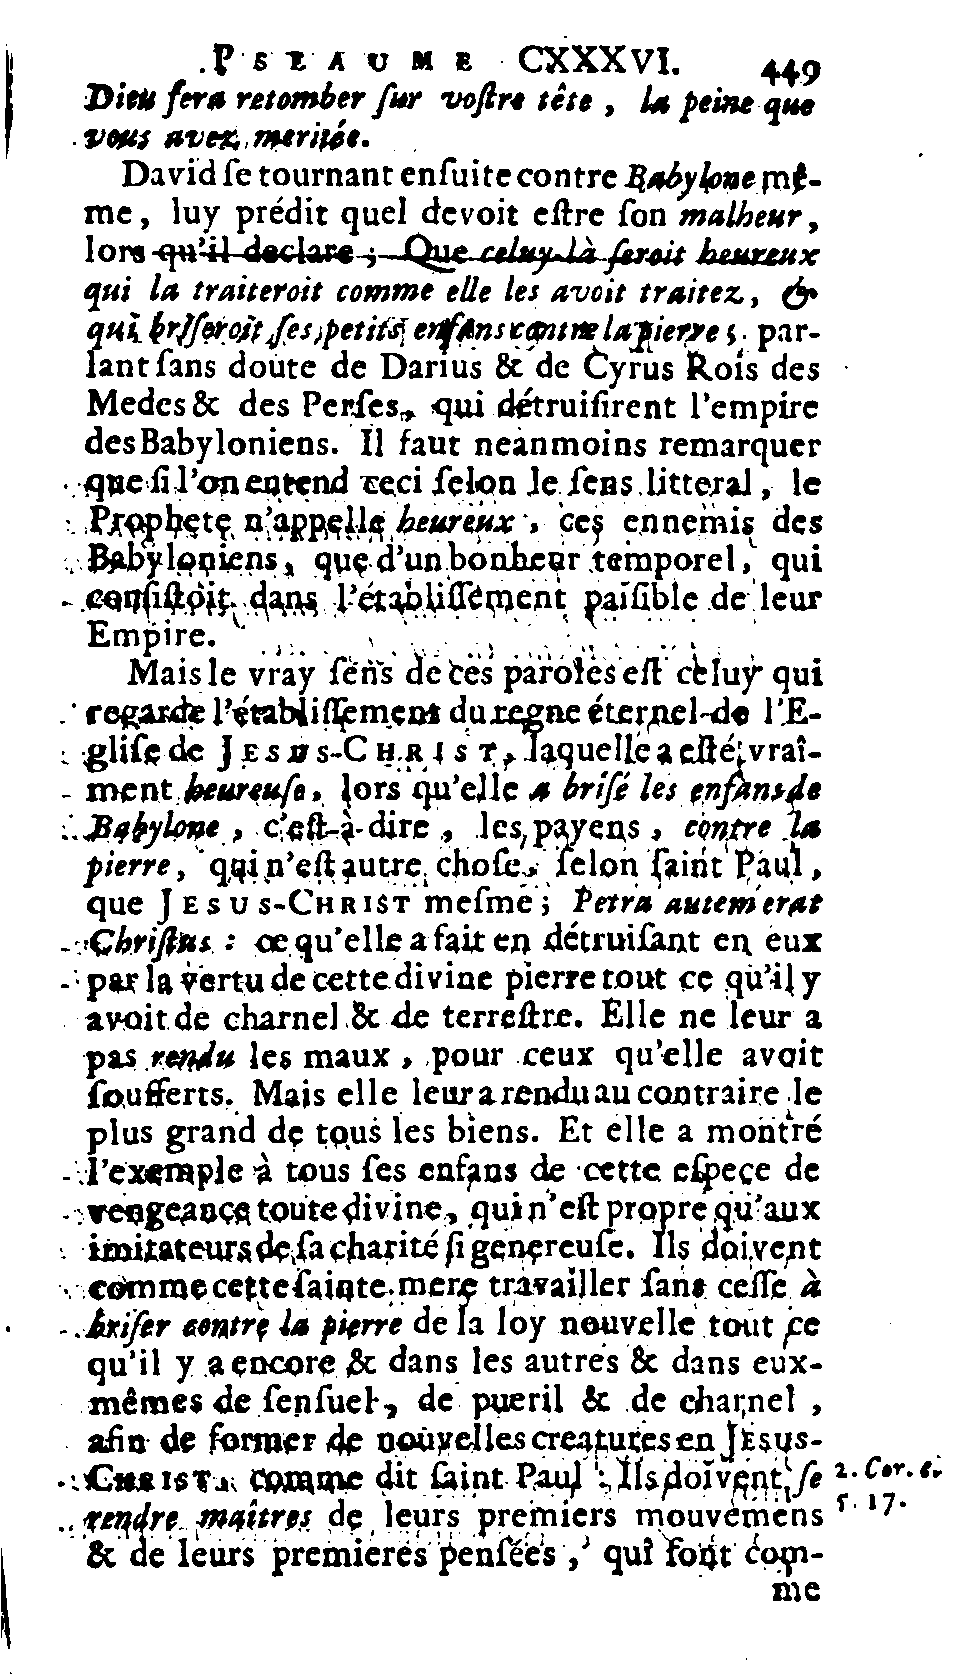 PSEAUME CXXXVI. 449
Dieu fera retomber ſur voſtre tête, la peine que
vous avez meritée.
David ſe tournant enſuite contre Babylone mê-
me, luy prédit quel devoit eſtre ſon malheur,
lors qu'il declare; Que celuy-là ſeroit heureux
qui la traiteroit comme elle les avoit traitez, &
qui briſeroit ſes petits enfans contre la pierre; par-
lant ſans doute de Darius & de Cyrus Rois des
Medes & des Perſes, qui détruiſirent l'empire
des Babyloniens. Il faut neanmoins remarquer
que ſi l'on entend ceci ſelon le ſens litteral, le
Prophete n'appelle heureux, ces ennemis des
Babyloniens, que d'un bonheur temporel, qui
conſiſtoit dans l'établiſſement paiſible de leur
Empire.
Mais le vray ſens de ces paroles eſt celuy qui
regarde l'établiſſement du regne éternel de l'E-
gliſe de JESUS-CHRIST, laquelle a eſté vraî-
ment heureuſe, lors qu'elle a briſé les enfans de
Babylone, c'eſt-à-dire, les payens, contre la
pierre, qui n'eſt autre choſe, ſelon ſaint Paul,
que JESUS-CHRIST meſme; Petra autem erat
Chriſtus: ce qu'elle a fait en détruiſant en eux
par la vertu de cette divine pierre tout ce qu'il y
avoit de charnel & de terreſtre. Elle ne leur a
pas rendu les maux, pour ceux qu'elle avoit
ſoufferts. Mais elle leur a rendu au contraire le
plus grand de tous les biens. Et elle a montré
l'exemple à tous ſes enfans de cette eſpece de
vengeance toute divine, qui n'eſt propre qu'aux
imitateurs de ſa charité ſi genereuſe. Ils doivent
comme cette ſainte mere travailler ſans ceſſe à
briſer contre la pierre de la loy nouvelle tout ce
qu'il y a encore & dans les autres & dans eux-
mêmes de ſenſuel, de pueril & de charnel,
afin de former de nouvelles creatures en JESUS-
CHRIST, comme dit ſaint Paul: Ils doivent ſe
2. Cor. c.
rendre maîtres de leurs premiers mouvemens
5. 17.
& de leurs premieres penſées, qui ſont com-
me